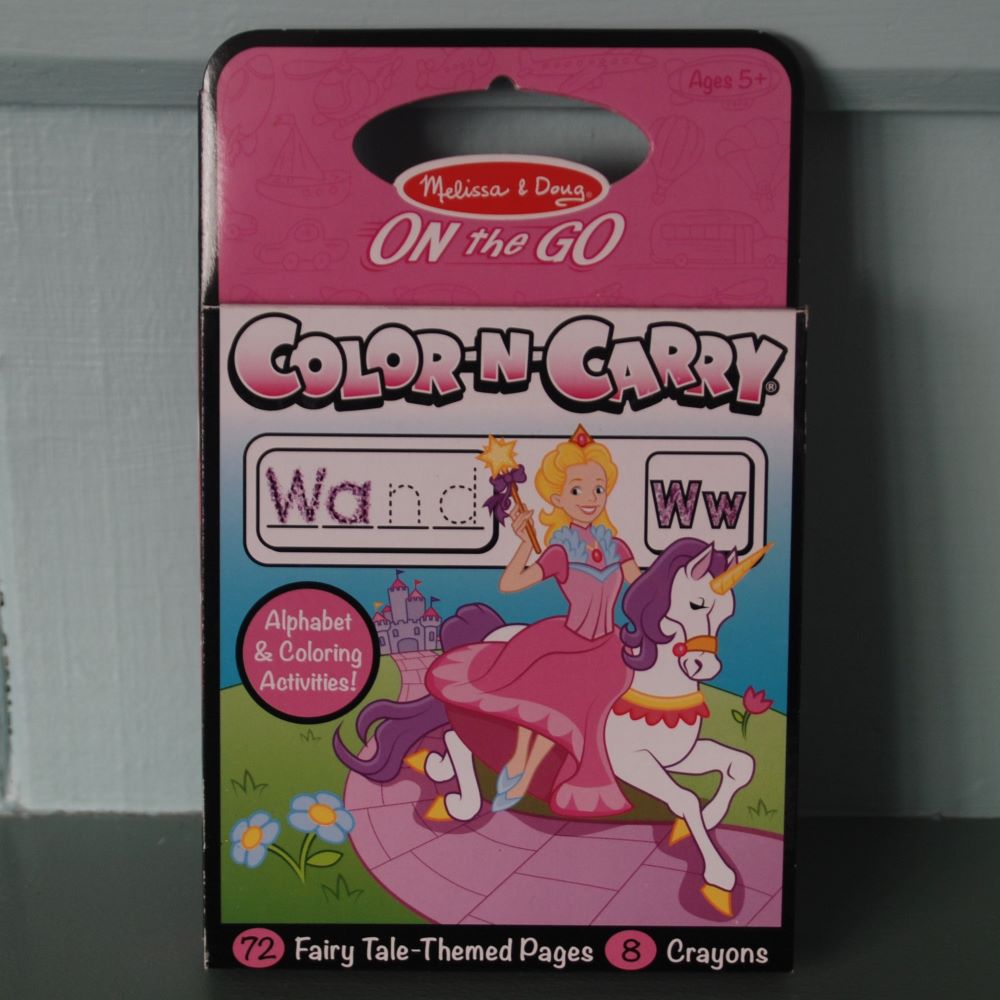 Ages 5+
Melissa & Doug®
ON the GO
COLOR-N-CARRY®
Wand
Ww
Alphabet
& Coloring
Activities!
72 Fairy Tale-Themed Pages 8 Crayons